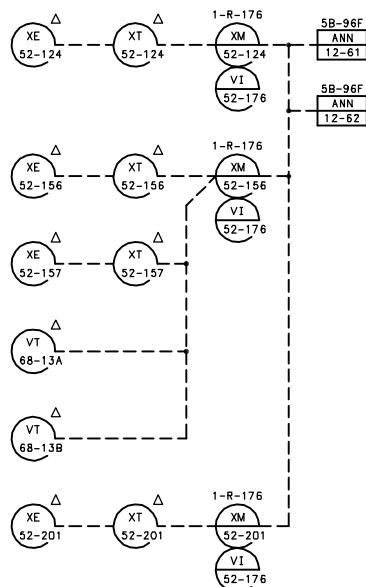 1-R-176
5B-96F
XE
XT
XM
ANN
52-124
52-124
52-124
12-61
VI
52-176
5B-96F
ANN
12-62
1-R-176
XE
XT
XM
52-156
52-156
52-156
VI
52-176
XE
XT
52-157
52-157
VT
68-13A
VT
68-13B
1-R-176
XE
XT
XM
52-201
52-201
52-201
VI
52-176